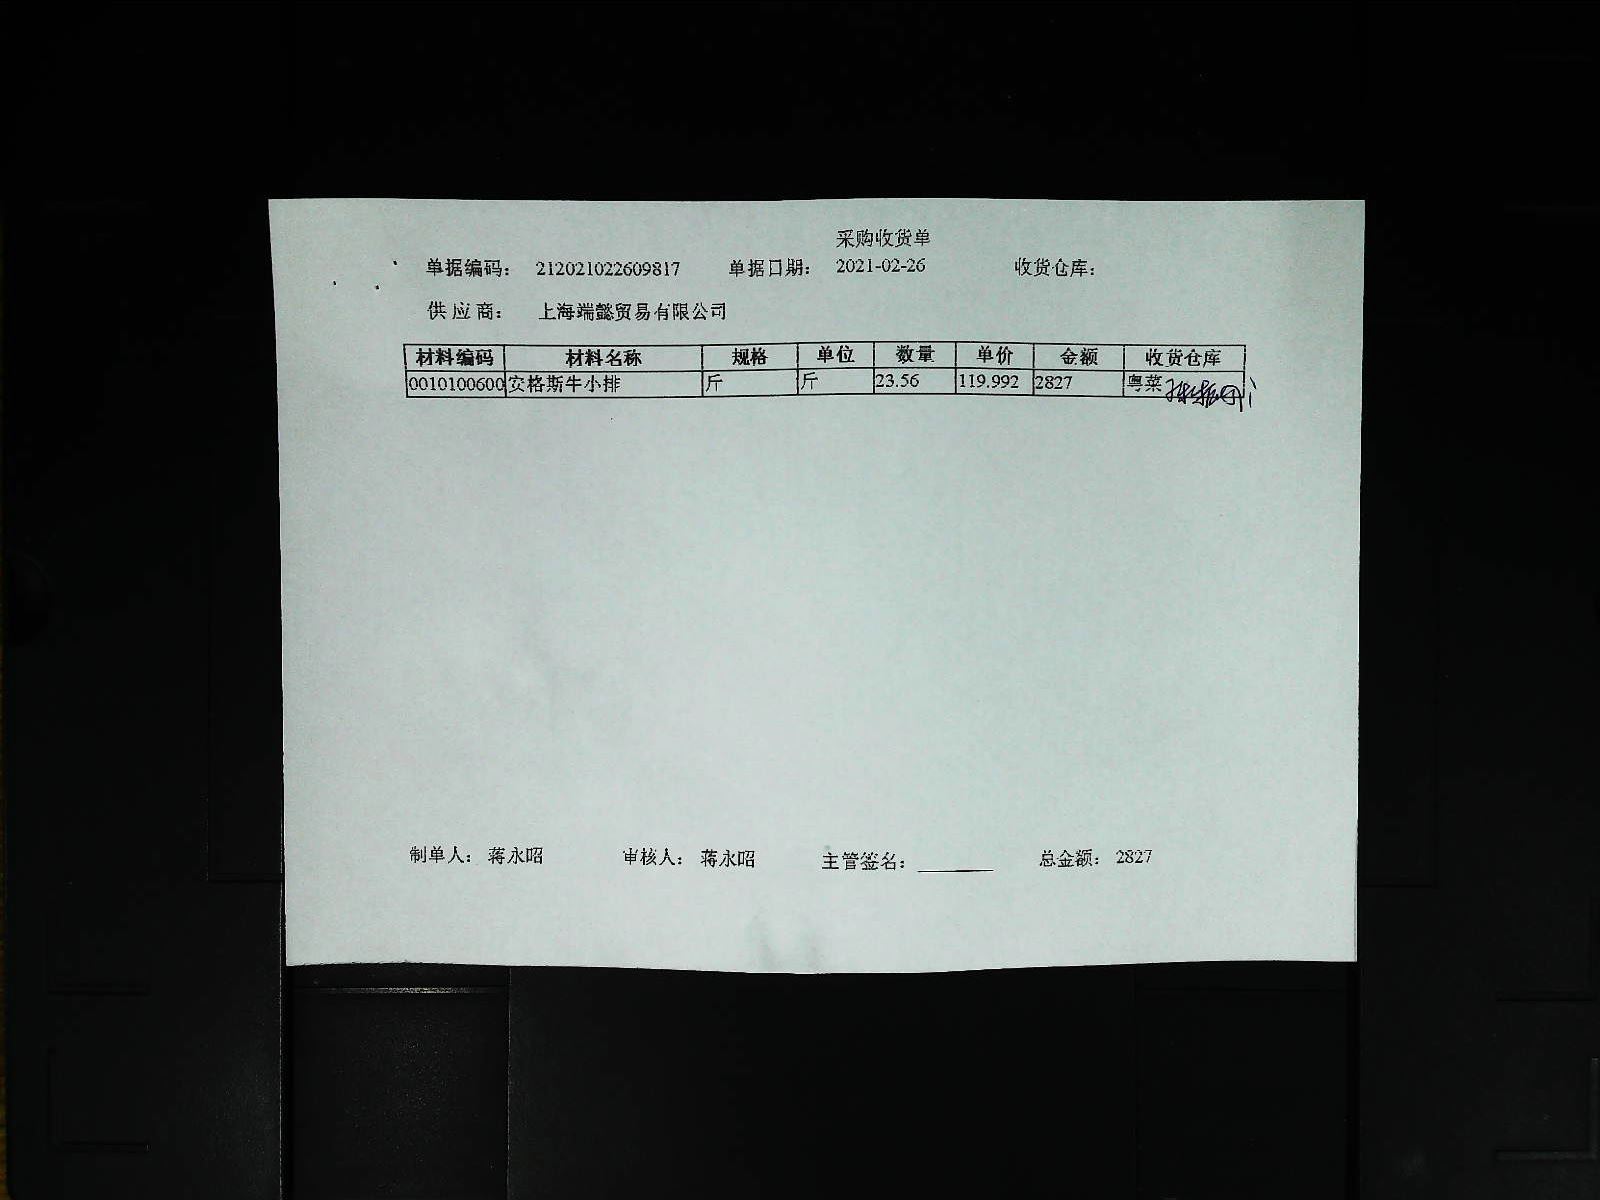 采购收货单
单据编码: 212021022609817 单据日期: 2021-02-26 收货仓库:
供应商: 上海端懿贸易有限公司
材料编码 材料名称 规格 单位 数量 单价 金额 收货仓库
0010100600 安格斯牛小排 斤 斤 23.56 119.992 2827 粤菜
制单人: 蒋永昭 审核人: 蒋永昭 主管签名: 总金额: 2827